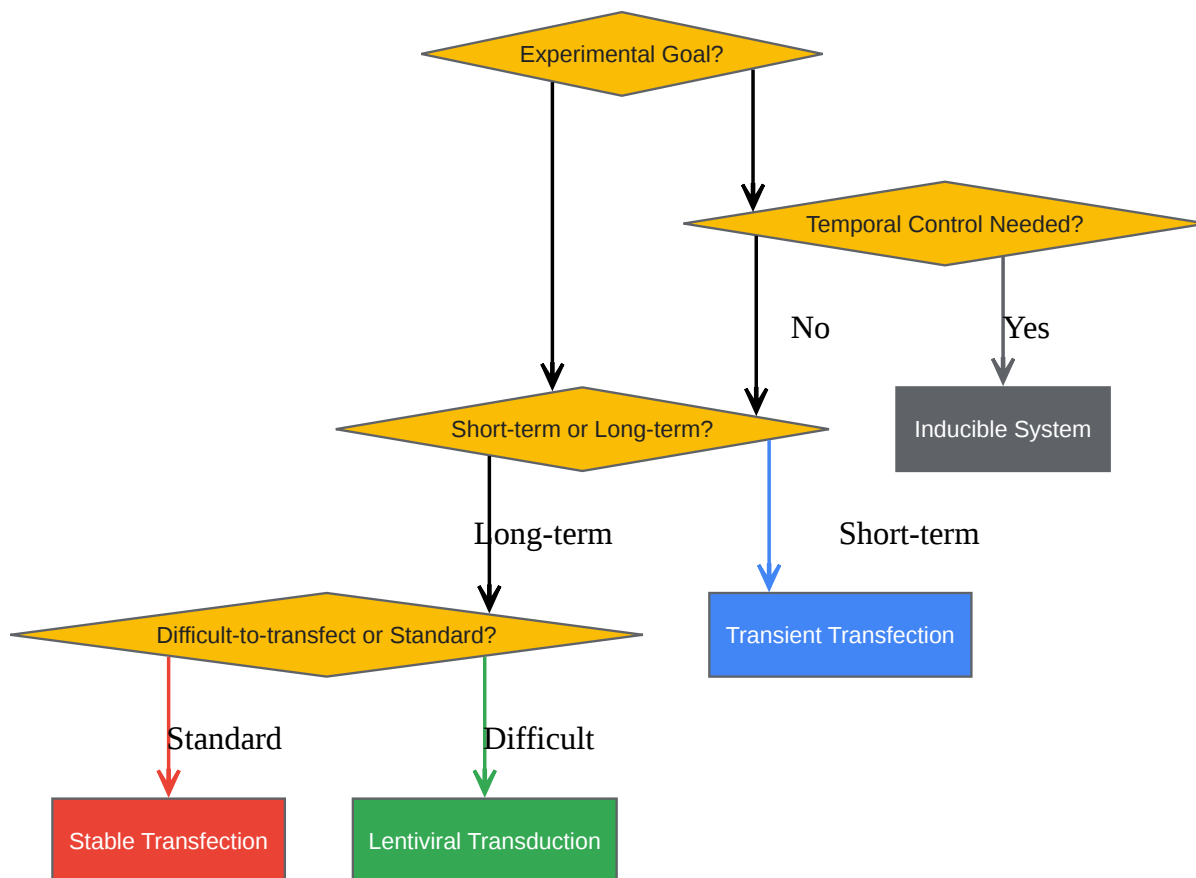 Experimental Goal?
Temporal Control Needed?
No
Yes
Short-term or Long-term?
Inducible System
Long-term
Short-term
Difficult-to-transfect or Standard?
Transient Transfection
Standard
Difficult
Stable Transfection
Lentiviral Transduction